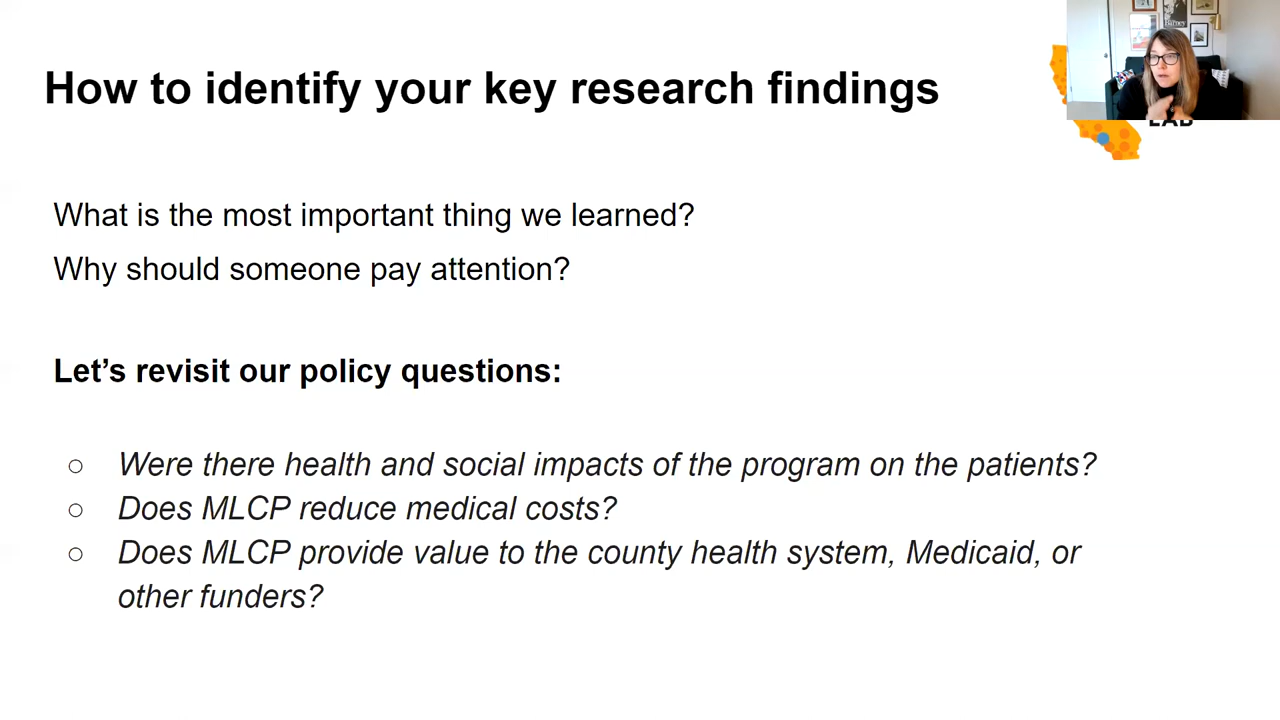 How to identify your key research findings
What is the most important thing we learned?
Why should someone pay attention?
Let’s revisit our policy questions:
○ Were there health and social impacts of the program on the patients?
○ Does MLCP reduce medical costs?
○ Does MLCP provide value to the county health system, Medicaid, or
other funders?